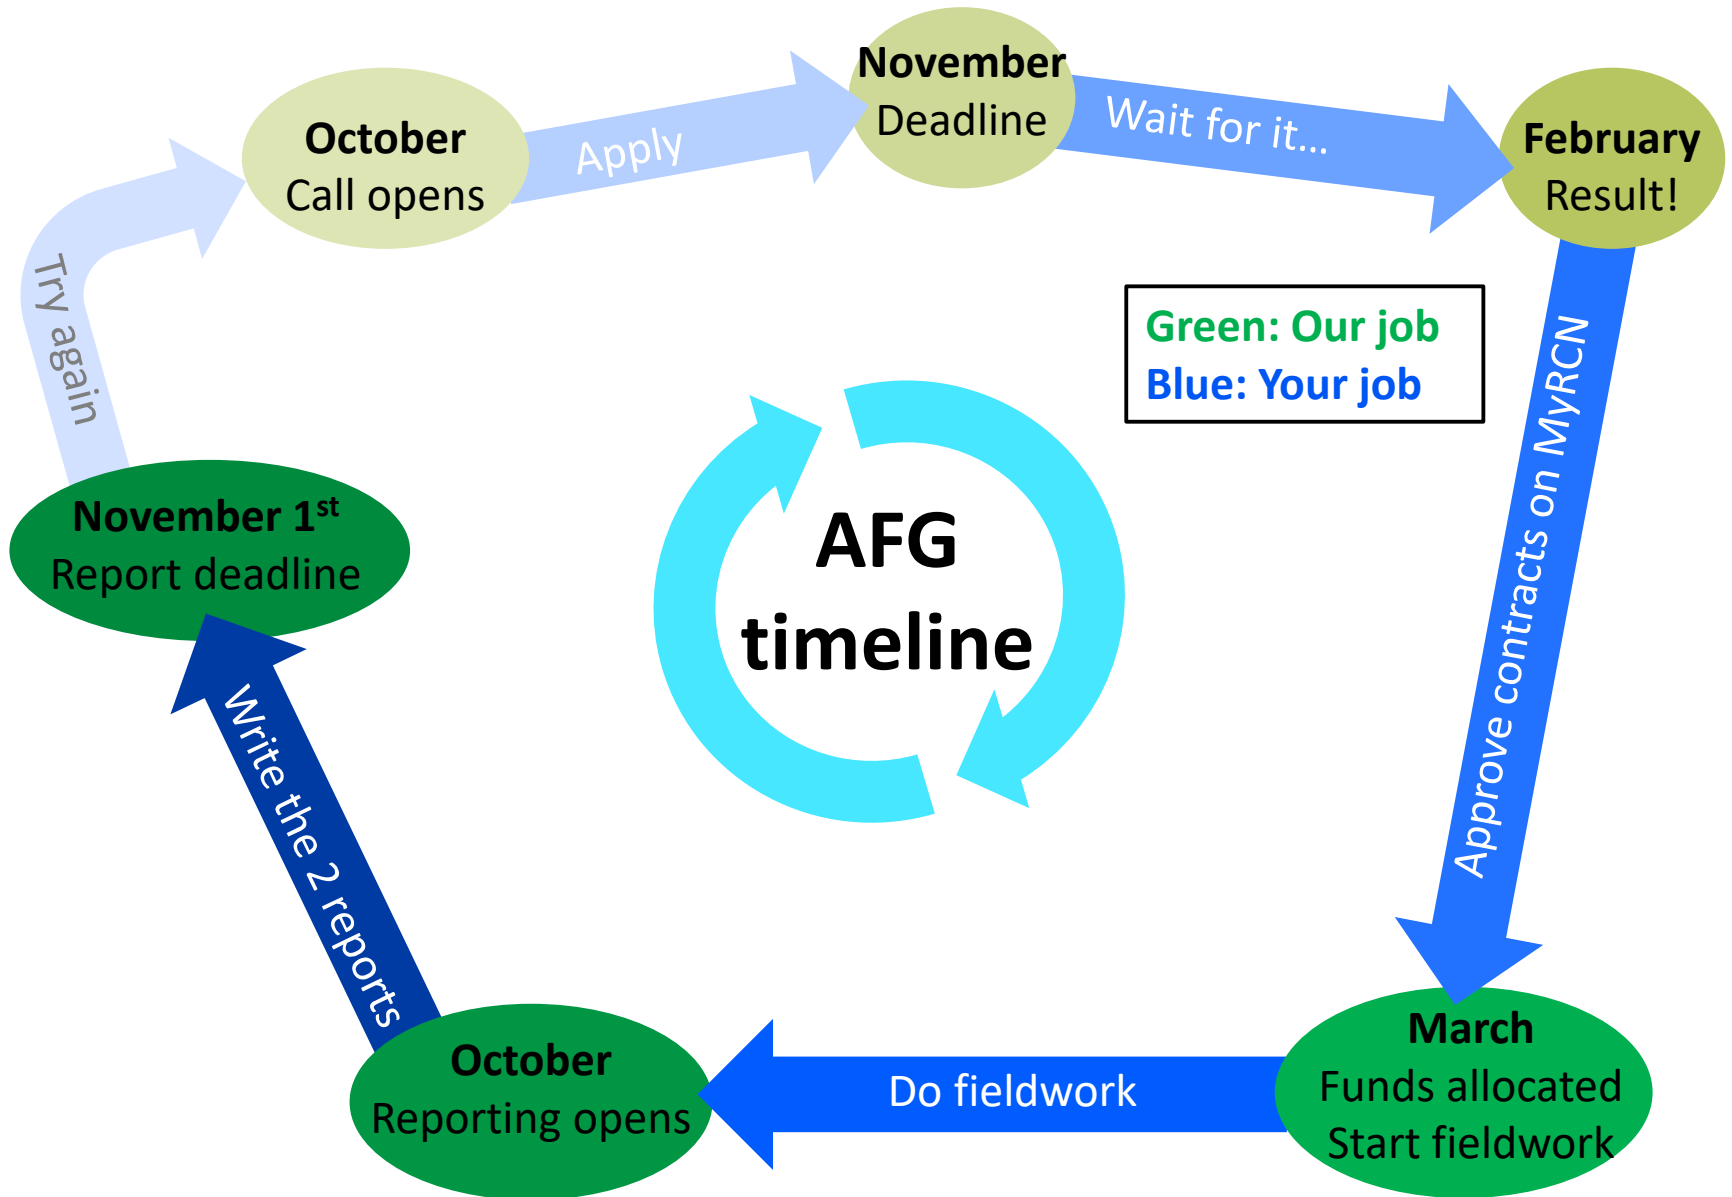 October
Call opens
Apply
November
Deadline
Wait for it...
February
Result!
Green: Our job
Blue: Your job
Approve contracts on MyRCN
March
Funds allocated
Start fieldwork
Do fieldwork
October
Reporting opens
Write the 2 reports
November 1st
Report deadline
Try again
AFG
timeline